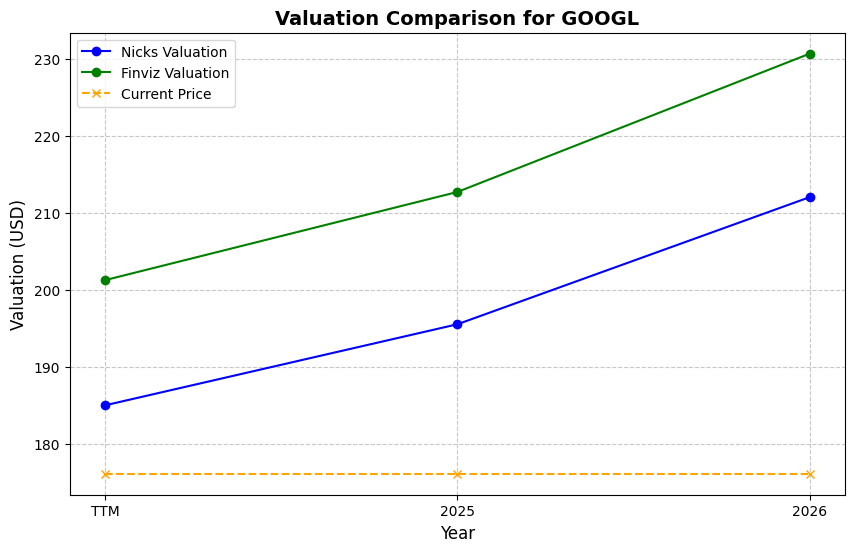 Valuation Comparison for GOOGL
Nicks Valuation
Finviz Valuation
Current Price
Valuation (USD)
230
220
210
200
190
180
TTM
2025
2026
Year